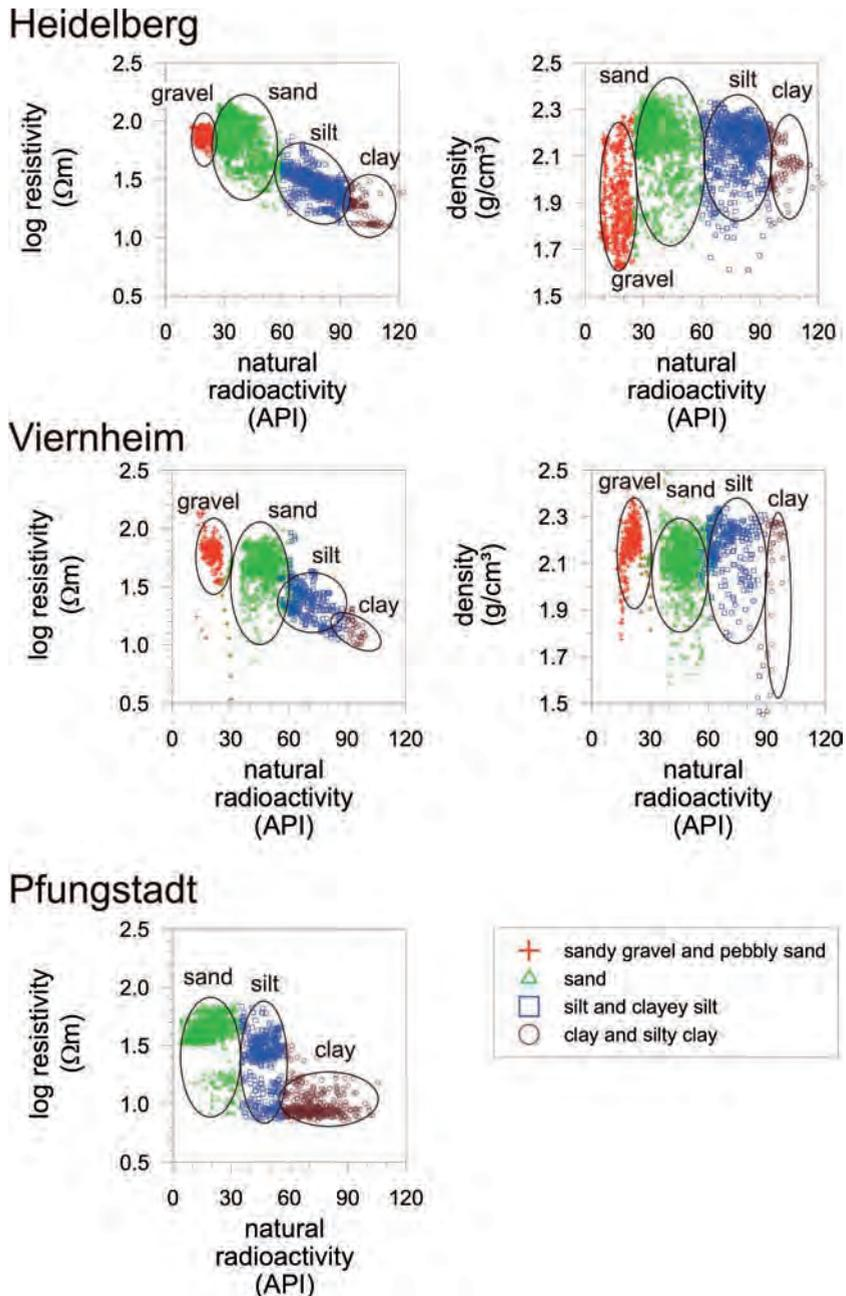 Heidelberg
gravel
sand
silt
clay
2.5
2.0
1.5
1.0
0.5
log resistivity
(Ωm)
0 30 60 90 120
natural
radioactivity
(API)
sand
silt
clay
gravel
2.5
2.3
2.1
1.9
1.7
1.5
density
(g/cm³)
0 30 60 90 120
natural
radioactivity
(API)
Viernheim
gravel
sand
silt
clay
2.5
2.0
1.5
1.0
0.5
log resistivity
(Ωm)
0 30 60 90 120
natural
radioactivity
(API)
gravel
sand
silt
clay
2.5
2.3
2.1
1.9
1.7
1.5
density
(g/cm³)
0 30 60 90 120
natural
radioactivity
(API)
Pfungstadt
sand
silt
clay
2.5
2.0
1.5
1.0
0.5
log resistivity
(Ωm)
0 30 60 90 120
natural
radioactivity
(API)
sandy gravel and pebbly sand
sand
silt and clayey silt
clay and silty clay